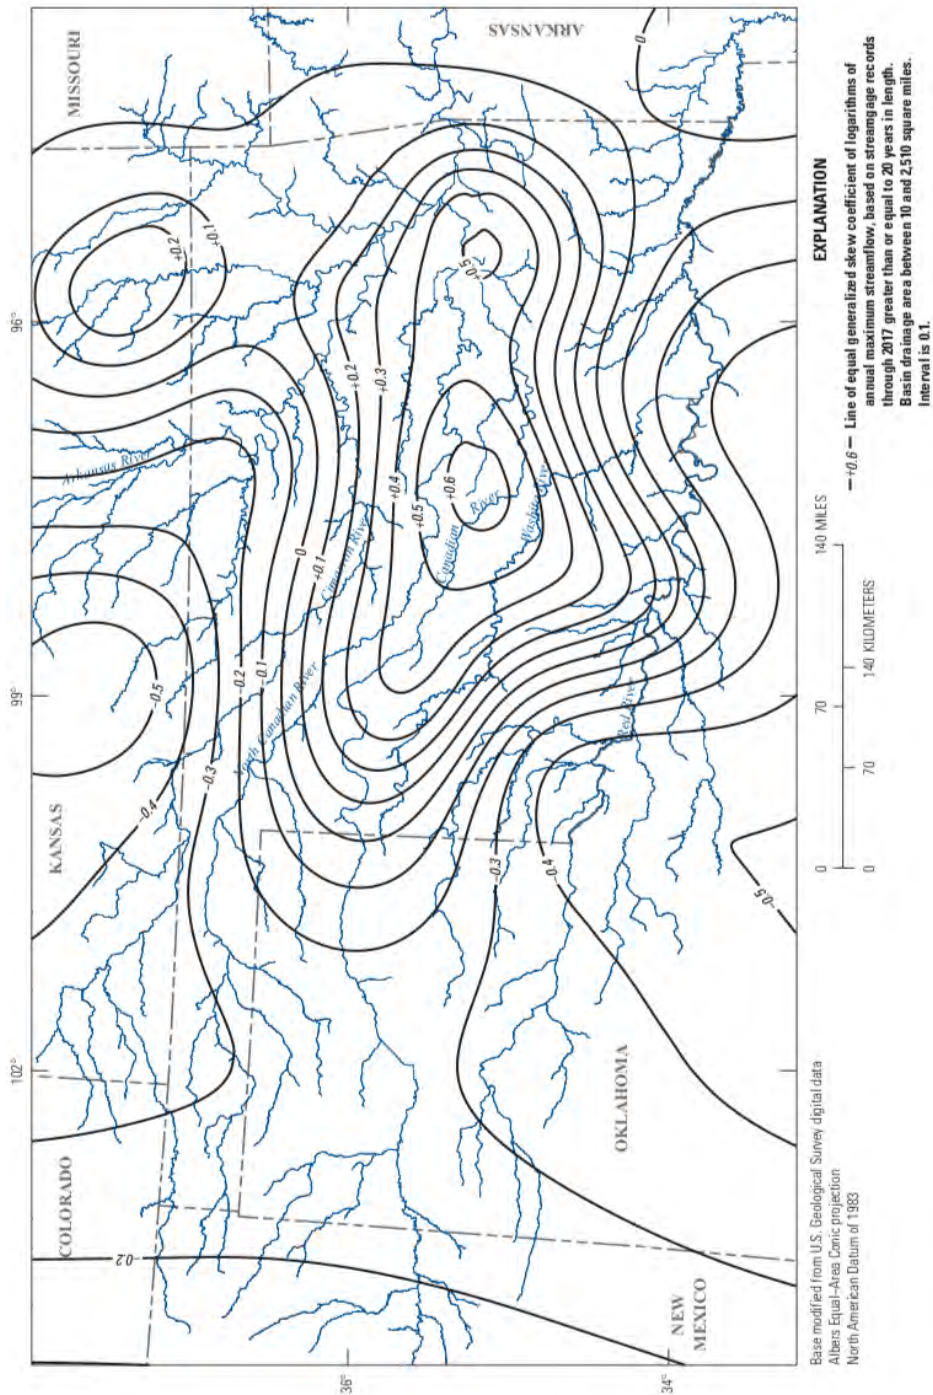 102°
99°
96°
COLORADO
KANSAS
MISSOURI
ARKANSAS
NEW
MEXICO
OKLAHOMA
36°
34°
Arkansas River
Cimarron River
North Canadian River
Canadian River
Washita River
Red River
-0.2
-0.4
-0.5
-0.3
-0.2
-0.1
0
+0.1
+0.2
+0.3
+0.4
+0.5
+0.6
+0.5
+0.2
+0.1
0
-0.3
-0.4
-0.5
Base modified from U.S. Geological Survey digital data
Albers Equal-Area Conic projection
North American Datum of 1983
0 70 140 MILES
0 70 140 KILOMETERS
EXPLANATION
+0.6 Line of equal generalized skew coefficient of logarithms of
annual maximum streamflow, based on streamgage records
through 2017 greater than or equal to 20 years in length.
Basin drainage area between 10 and 2,510 square miles.
Interval is 0.1.